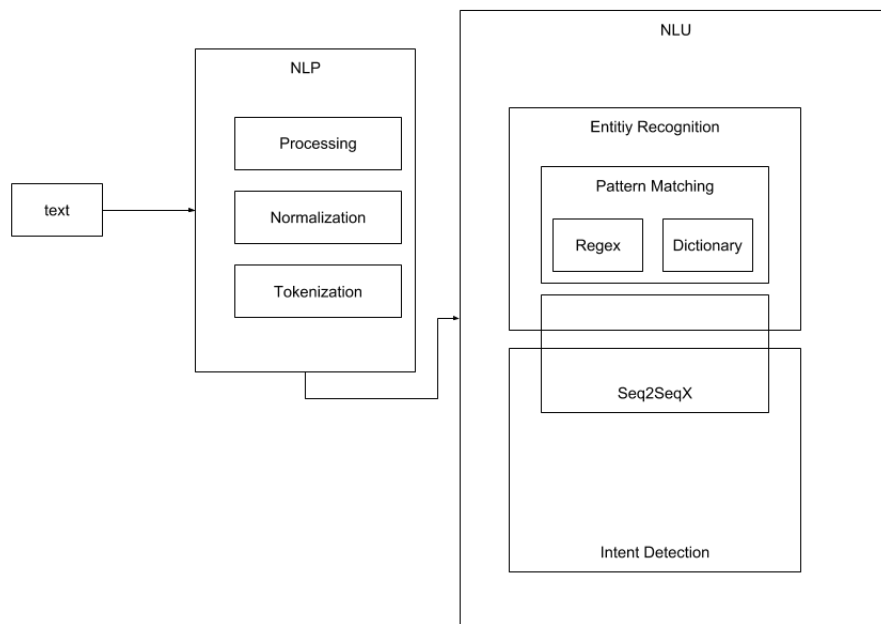 text
NLP
Processing
Normalization
Tokenization
NLU
Entitiy Recognition
Pattern Matching
Regex
Dictionary
Seq2SeqX
Intent Detection